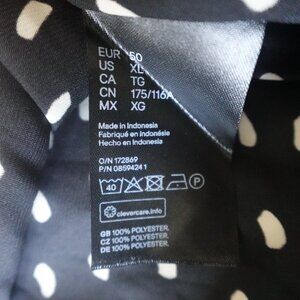 EUR 50
US XL
CA TG
CN 175/116A
MX XG
Made in Indonesia
Fabriqué en Indonésie
Hecho en Indonesia
O/N 172869
P/N 08594241
40 P
clevercare.info
GB 100% POLYESTER.
CZ 100% POLYESTER.
DE 100% POLYESTER.